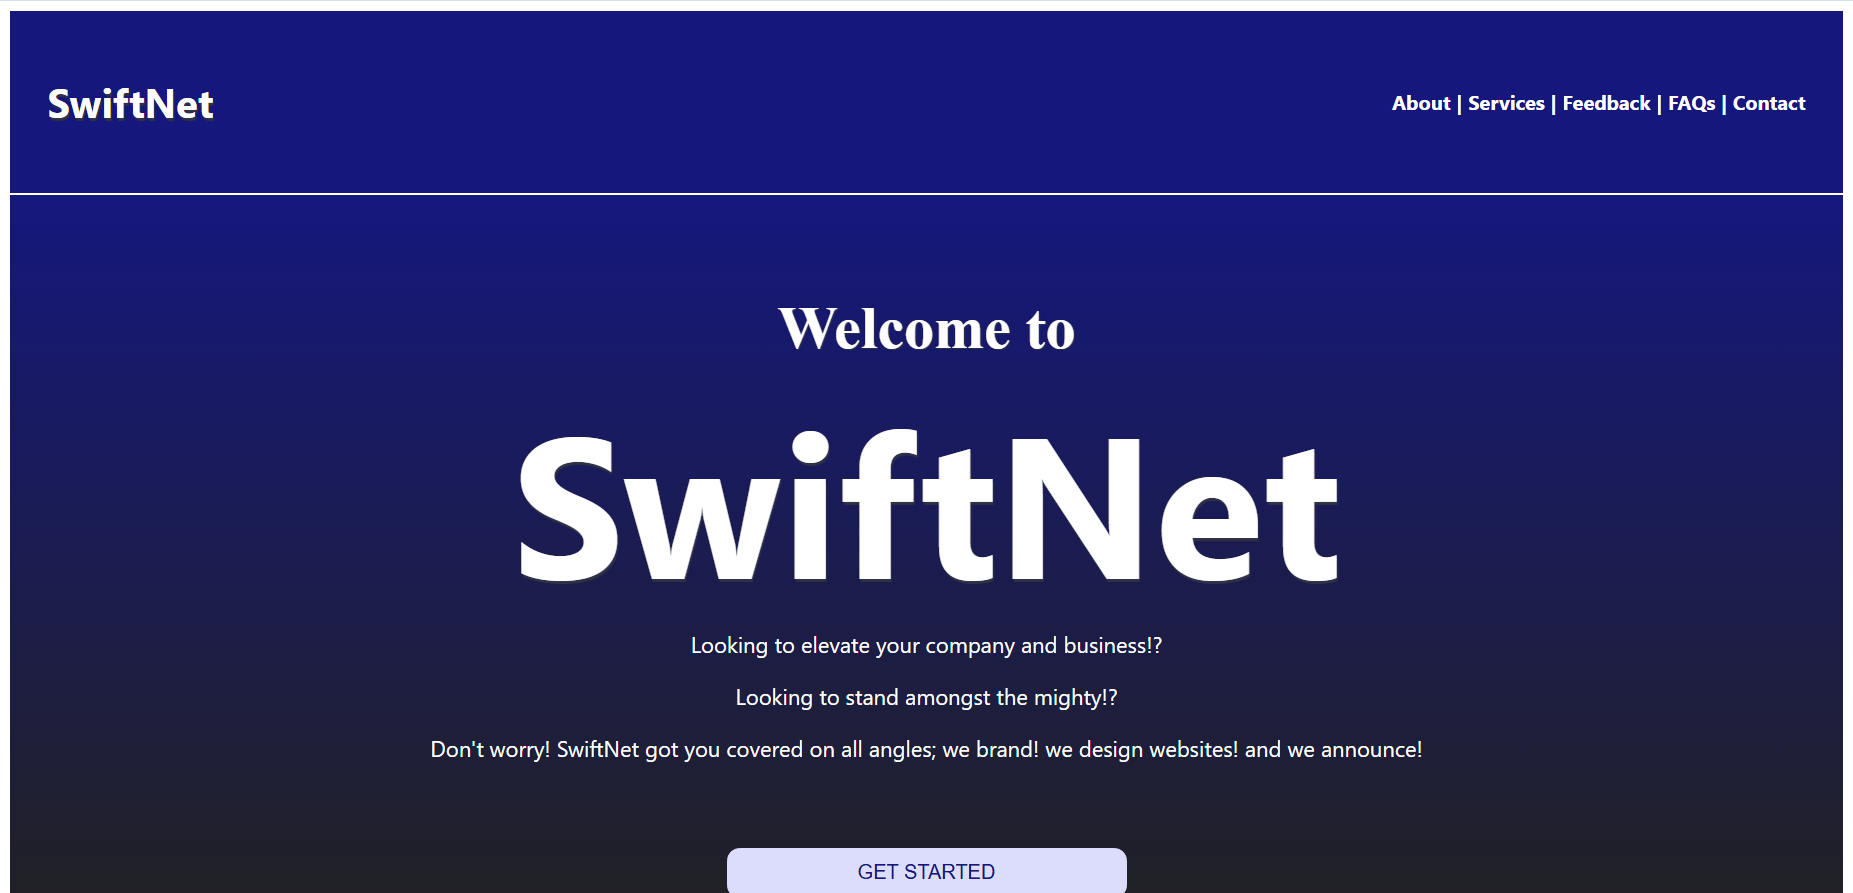 SwiftNet
About | Services | Feedback | FAQs | Contact
Welcome to
SwiftNet
Looking to elevate your company and business!?
Looking to stand amongst the mighty!?
Don't worry! SwiftNet got you covered on all angles; we brand! we design websites! and we announce!
GET STARTED